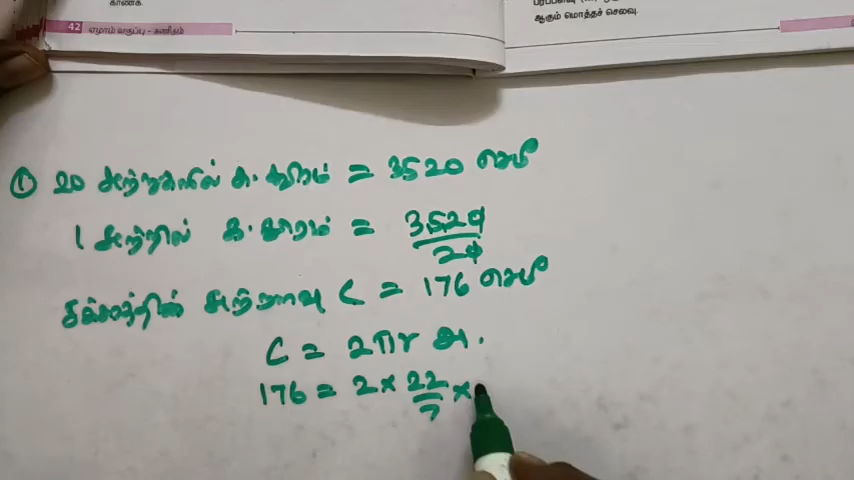 காண்க.
42 ஏழாம் வகுப்பு - கணிதம்
ஆகும் மொத்தச் செலவு.
① 20 சுற்றுகளில் க.தூரம் = 3520 செமீ
1 சுற்றில் க.தூரம் = 3520/20
சக்கரத்தின் சுற்றளவு C = 176 செமீ
C = 2πr அ.
176 = 2 × 22/7 ×